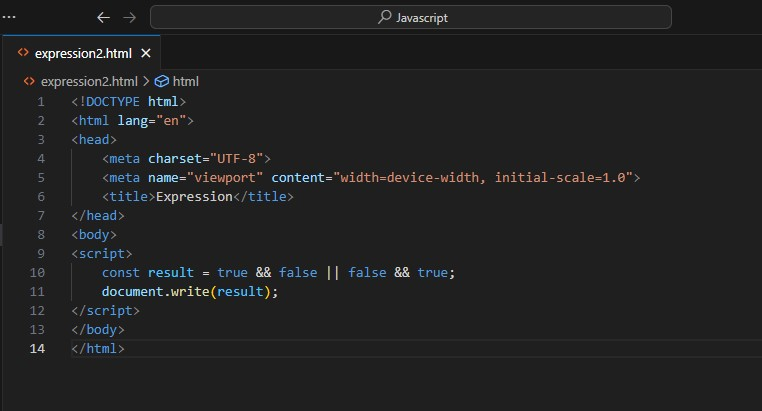 ··· ← → Javascript
expression2.html ×
expression2.html > html
1 <!DOCTYPE html>
2 <html lang="en">
3 <head>
4     <meta charset="UTF-8">
5     <meta name="viewport" content="width=device-width, initial-scale=1.0">
6     <title>Expression</title>
7 </head>
8 <body>
9 <script>
10     const result = true && false || false && true;
11     document.write(result);
12 </script>
13 </body>
14 </html>